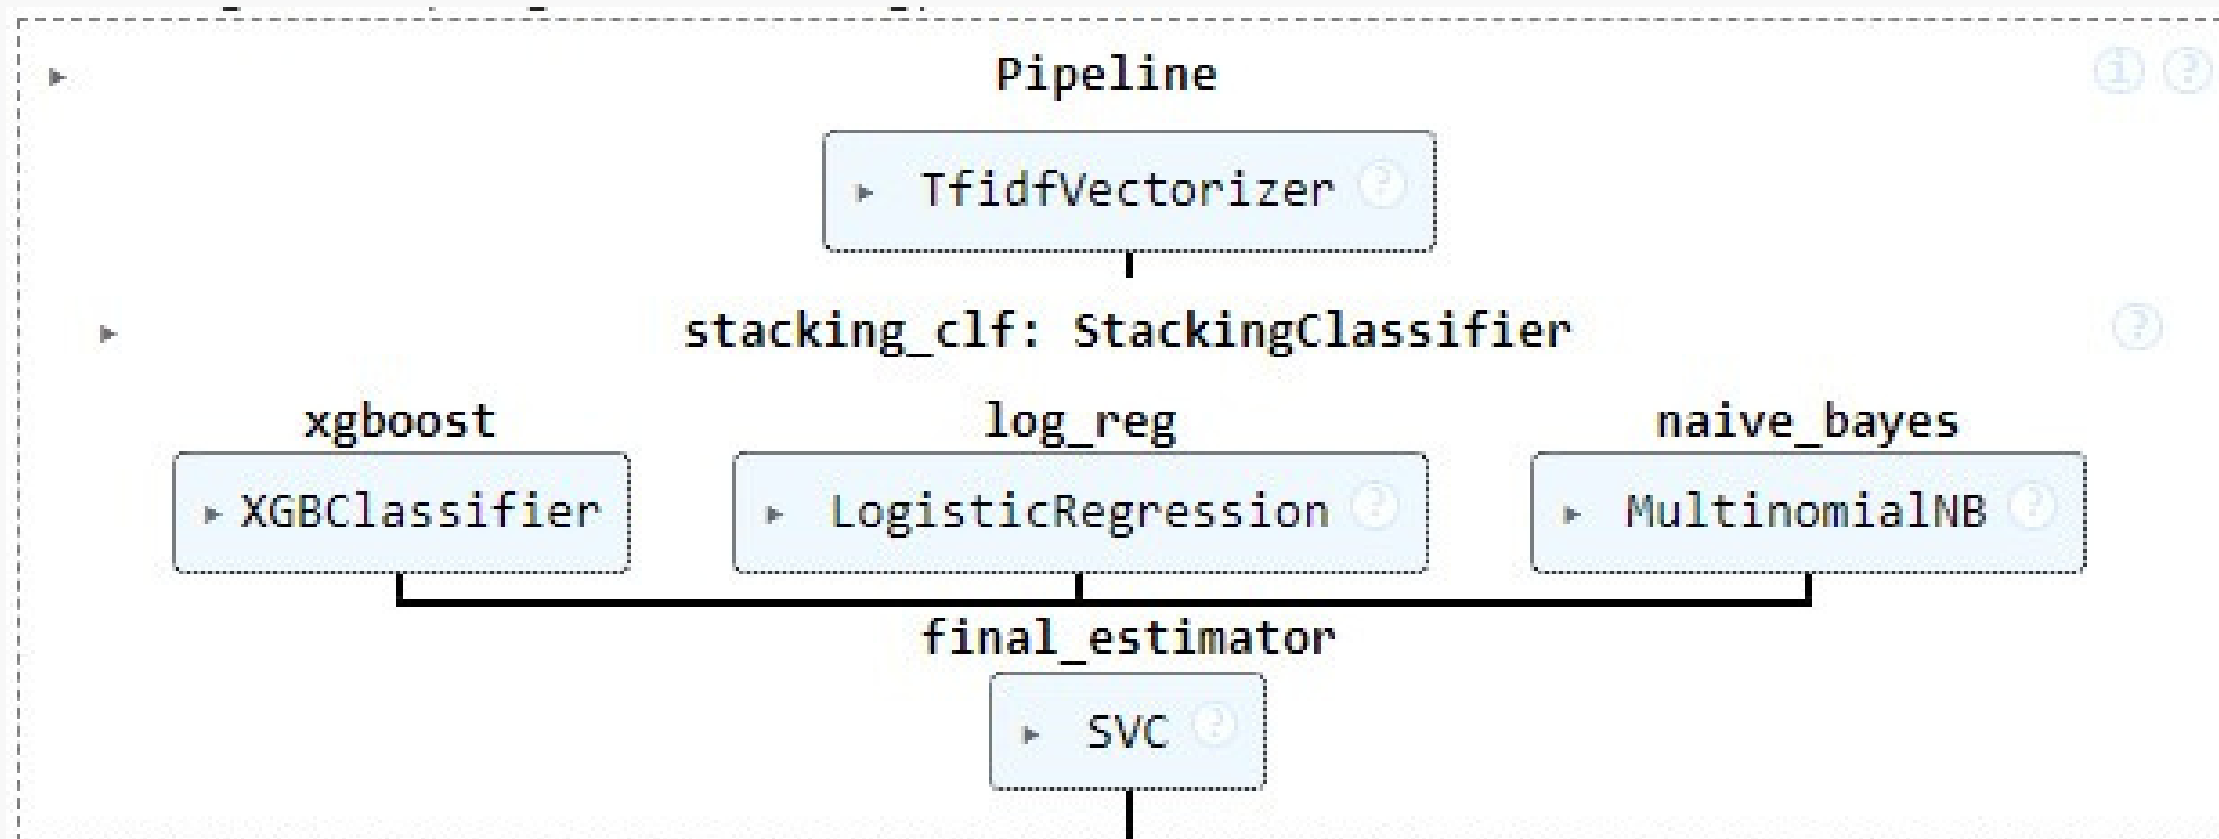 Pipeline
i ?
TfidfVectorizer ?
stacking_clf: StackingClassifier ?
xgboost log_reg naive_bayes
XGBClassifier LogisticRegression ? MultinomialNB ?
final_estimator
SVC ?